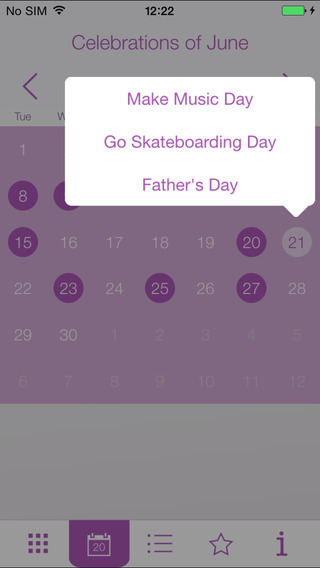 No SIM 12:22
Celebrations of June
Make Music Day
Go Skateboarding Day
Father's Day
Tue W
1
8
15 16 17 18 19 20 21
22 23 24 25 26 27 28
29 30 1 2 3 4 5
6 7 8 9 10 11 12
20